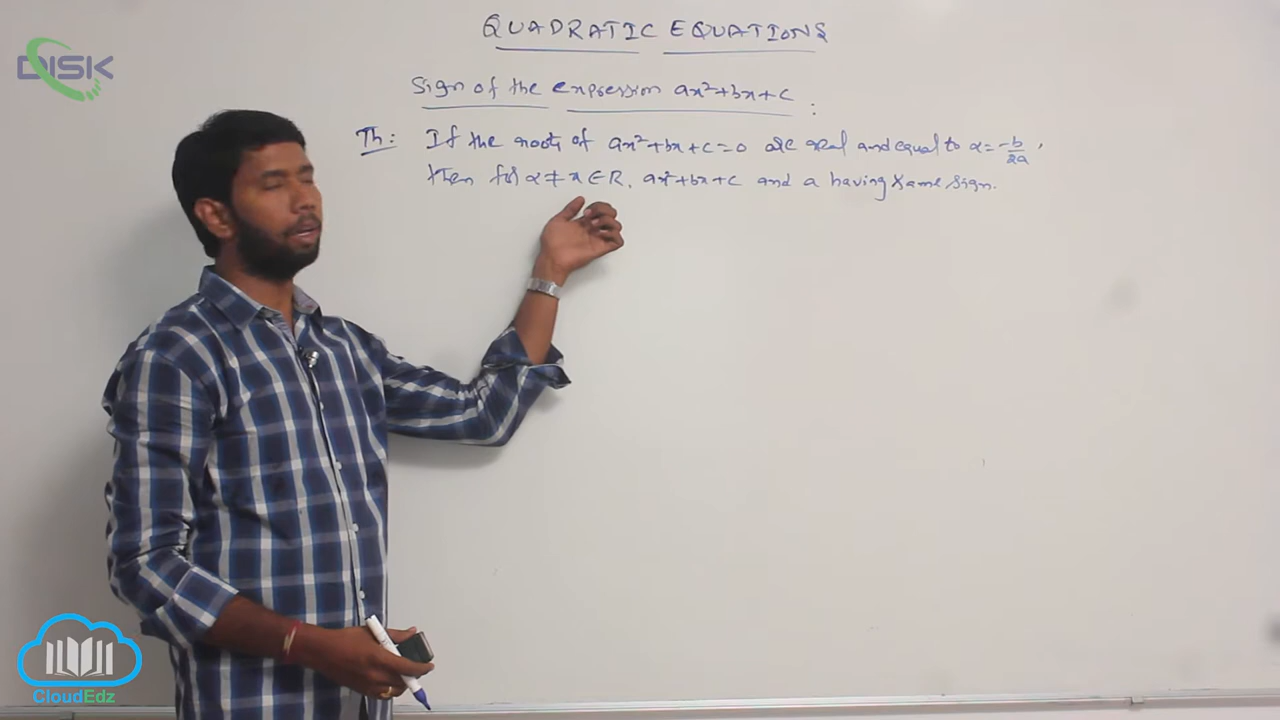 QUADRATIC EQUATIONS
DISK
Sign of the expression ax²+bx+c :
Th: If the roots of ax²+bx+c=0 are real and equal to α=-b/2a,
then for α≠x∈R, ax²+bx+c and a having same sign.
CloudEdz